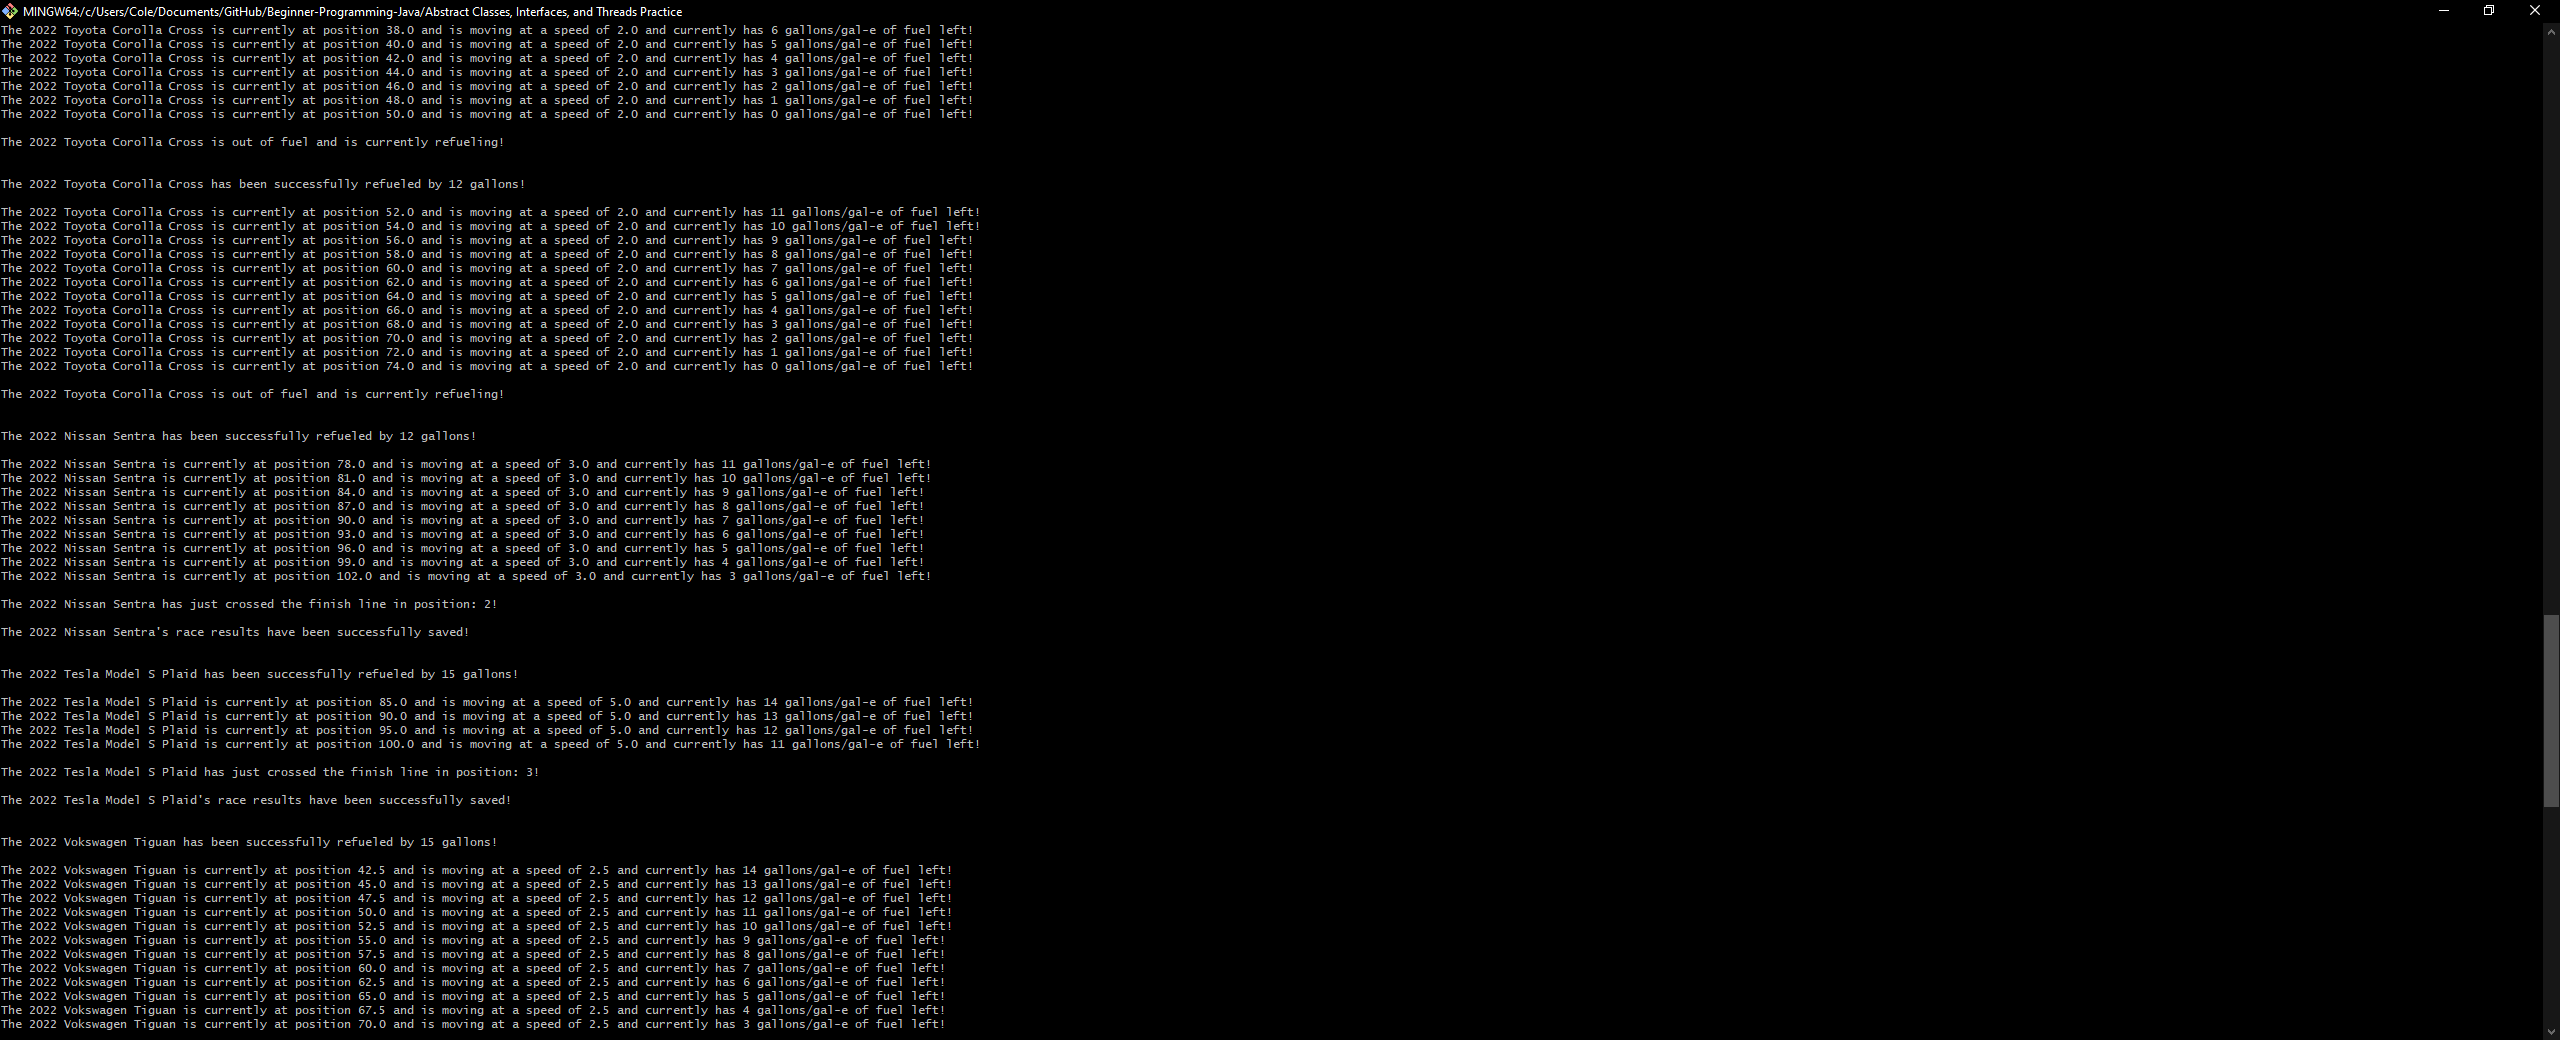 MINGW64:/c/Users/Cole/Documents/GitHub/Beginner-Programming-Java/Abstract Classes, Interfaces, and Threads Practice
The 2022 Toyota Corolla Cross is currently at position 38.0 and is moving at a speed of 2.0 and currently has 6 gallons/gal-e of fuel left!
The 2022 Toyota Corolla Cross is currently at position 40.0 and is moving at a speed of 2.0 and currently has 5 gallons/gal-e of fuel left!
The 2022 Toyota Corolla Cross is currently at position 42.0 and is moving at a speed of 2.0 and currently has 4 gallons/gal-e of fuel left!
The 2022 Toyota Corolla Cross is currently at position 44.0 and is moving at a speed of 2.0 and currently has 3 gallons/gal-e of fuel left!
The 2022 Toyota Corolla Cross is currently at position 46.0 and is moving at a speed of 2.0 and currently has 2 gallons/gal-e of fuel left!
The 2022 Toyota Corolla Cross is currently at position 48.0 and is moving at a speed of 2.0 and currently has 1 gallons/gal-e of fuel left!
The 2022 Toyota Corolla Cross is currently at position 50.0 and is moving at a speed of 2.0 and currently has 0 gallons/gal-e of fuel left!
The 2022 Toyota Corolla Cross is out of fuel and is currently refueling!
The 2022 Toyota Corolla Cross has been successfully refueled by 12 gallons!
The 2022 Toyota Corolla Cross is currently at position 52.0 and is moving at a speed of 2.0 and currently has 11 gallons/gal-e of fuel left!
The 2022 Toyota Corolla Cross is currently at position 54.0 and is moving at a speed of 2.0 and currently has 10 gallons/gal-e of fuel left!
The 2022 Toyota Corolla Cross is currently at position 56.0 and is moving at a speed of 2.0 and currently has 9 gallons/gal-e of fuel left!
The 2022 Toyota Corolla Cross is currently at position 58.0 and is moving at a speed of 2.0 and currently has 8 gallons/gal-e of fuel left!
The 2022 Toyota Corolla Cross is currently at position 60.0 and is moving at a speed of 2.0 and currently has 7 gallons/gal-e of fuel left!
The 2022 Toyota Corolla Cross is currently at position 62.0 and is moving at a speed of 2.0 and currently has 6 gallons/gal-e of fuel left!
The 2022 Toyota Corolla Cross is currently at position 64.0 and is moving at a speed of 2.0 and currently has 5 gallons/gal-e of fuel left!
The 2022 Toyota Corolla Cross is currently at position 66.0 and is moving at a speed of 2.0 and currently has 4 gallons/gal-e of fuel left!
The 2022 Toyota Corolla Cross is currently at position 68.0 and is moving at a speed of 2.0 and currently has 3 gallons/gal-e of fuel left!
The 2022 Toyota Corolla Cross is currently at position 70.0 and is moving at a speed of 2.0 and currently has 2 gallons/gal-e of fuel left!
The 2022 Toyota Corolla Cross is currently at position 72.0 and is moving at a speed of 2.0 and currently has 1 gallons/gal-e of fuel left!
The 2022 Toyota Corolla Cross is currently at position 74.0 and is moving at a speed of 2.0 and currently has 0 gallons/gal-e of fuel left!
The 2022 Toyota Corolla Cross is out of fuel and is currently refueling!
The 2022 Nissan Sentra has been successfully refueled by 12 gallons!
The 2022 Nissan Sentra is currently at position 78.0 and is moving at a speed of 3.0 and currently has 11 gallons/gal-e of fuel left!
The 2022 Nissan Sentra is currently at position 81.0 and is moving at a speed of 3.0 and currently has 10 gallons/gal-e of fuel left!
The 2022 Nissan Sentra is currently at position 84.0 and is moving at a speed of 3.0 and currently has 9 gallons/gal-e of fuel left!
The 2022 Nissan Sentra is currently at position 87.0 and is moving at a speed of 3.0 and currently has 8 gallons/gal-e of fuel left!
The 2022 Nissan Sentra is currently at position 90.0 and is moving at a speed of 3.0 and currently has 7 gallons/gal-e of fuel left!
The 2022 Nissan Sentra is currently at position 93.0 and is moving at a speed of 3.0 and currently has 6 gallons/gal-e of fuel left!
The 2022 Nissan Sentra is currently at position 96.0 and is moving at a speed of 3.0 and currently has 5 gallons/gal-e of fuel left!
The 2022 Nissan Sentra is currently at position 99.0 and is moving at a speed of 3.0 and currently has 4 gallons/gal-e of fuel left!
The 2022 Nissan Sentra is currently at position 102.0 and is moving at a speed of 3.0 and currently has 3 gallons/gal-e of fuel left!
The 2022 Nissan Sentra has just crossed the finish line in position: 2!
The 2022 Nissan Sentra's race results have been successfully saved!
The 2022 Tesla Model S Plaid has been successfully refueled by 15 gallons!
The 2022 Tesla Model S Plaid is currently at position 85.0 and is moving at a speed of 5.0 and currently has 14 gallons/gal-e of fuel left!
The 2022 Tesla Model S Plaid is currently at position 90.0 and is moving at a speed of 5.0 and currently has 13 gallons/gal-e of fuel left!
The 2022 Tesla Model S Plaid is currently at position 95.0 and is moving at a speed of 5.0 and currently has 12 gallons/gal-e of fuel left!
The 2022 Tesla Model S Plaid is currently at position 100.0 and is moving at a speed of 5.0 and currently has 11 gallons/gal-e of fuel left!
The 2022 Tesla Model S Plaid has just crossed the finish line in position: 3!
The 2022 Tesla Model S Plaid's race results have been successfully saved!
The 2022 Vokswagen Tiguan has been successfully refueled by 15 gallons!
The 2022 Vokswagen Tiguan is currently at position 42.5 and is moving at a speed of 2.5 and currently has 14 gallons/gal-e of fuel left!
The 2022 Vokswagen Tiguan is currently at position 45.0 and is moving at a speed of 2.5 and currently has 13 gallons/gal-e of fuel left!
The 2022 Vokswagen Tiguan is currently at position 47.5 and is moving at a speed of 2.5 and currently has 12 gallons/gal-e of fuel left!
The 2022 Vokswagen Tiguan is currently at position 50.0 and is moving at a speed of 2.5 and currently has 11 gallons/gal-e of fuel left!
The 2022 Vokswagen Tiguan is currently at position 52.5 and is moving at a speed of 2.5 and currently has 10 gallons/gal-e of fuel left!
The 2022 Vokswagen Tiguan is currently at position 55.0 and is moving at a speed of 2.5 and currently has 9 gallons/gal-e of fuel left!
The 2022 Vokswagen Tiguan is currently at position 57.5 and is moving at a speed of 2.5 and currently has 8 gallons/gal-e of fuel left!
The 2022 Vokswagen Tiguan is currently at position 60.0 and is moving at a speed of 2.5 and currently has 7 gallons/gal-e of fuel left!
The 2022 Vokswagen Tiguan is currently at position 62.5 and is moving at a speed of 2.5 and currently has 6 gallons/gal-e of fuel left!
The 2022 Vokswagen Tiguan is currently at position 65.0 and is moving at a speed of 2.5 and currently has 5 gallons/gal-e of fuel left!
The 2022 Vokswagen Tiguan is currently at position 67.5 and is moving at a speed of 2.5 and currently has 4 gallons/gal-e of fuel left!
The 2022 Vokswagen Tiguan is currently at position 70.0 and is moving at a speed of 2.5 and currently has 3 gallons/gal-e of fuel left!